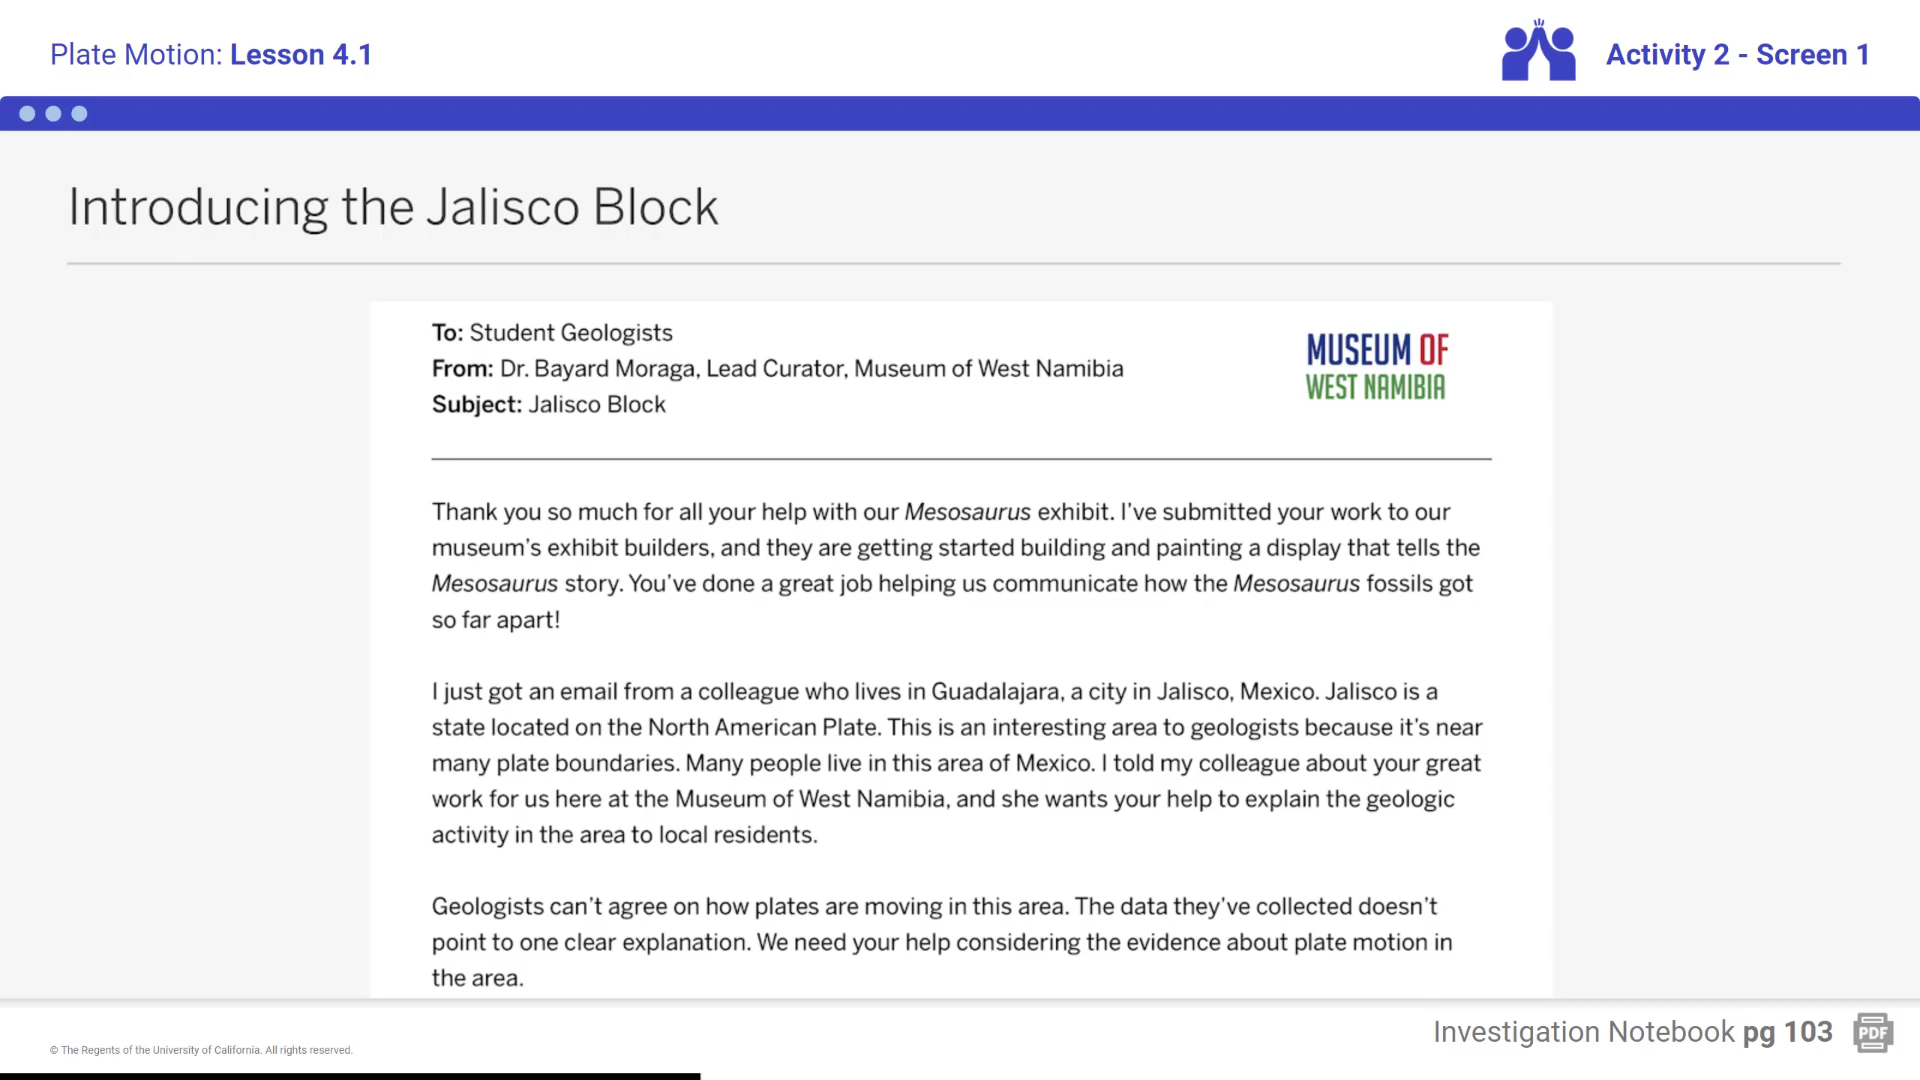 Plate Motion: Lesson 4.1
Activity 2 - Screen 1
Introducing the Jalisco Block
To: Student Geologists
From: Dr. Bayard Moraga, Lead Curator, Museum of West Namibia
Subject: Jalisco Block
MUSEUM OF
WEST NAMIBIA
Thank you so much for all your help with our Mesosaurus exhibit. I’ve submitted your work to our
museum’s exhibit builders, and they are getting started building and painting a display that tells the
Mesosaurus story. You’ve done a great job helping us communicate how the Mesosaurus fossils got
so far apart!
I just got an email from a colleague who lives in Guadalajara, a city in Jalisco, Mexico. Jalisco is a
state located on the North American Plate. This is an interesting area to geologists because it’s near
many plate boundaries. Many people live in this area of Mexico. I told my colleague about your great
work for us here at the Museum of West Namibia, and she wants your help to explain the geologic
activity in the area to local residents.
Geologists can’t agree on how plates are moving in this area. The data they’ve collected doesn’t
point to one clear explanation. We need your help considering the evidence about plate motion in
the area.
Investigation Notebook pg 103
PDF
© The Regents of the University of California. All rights reserved.